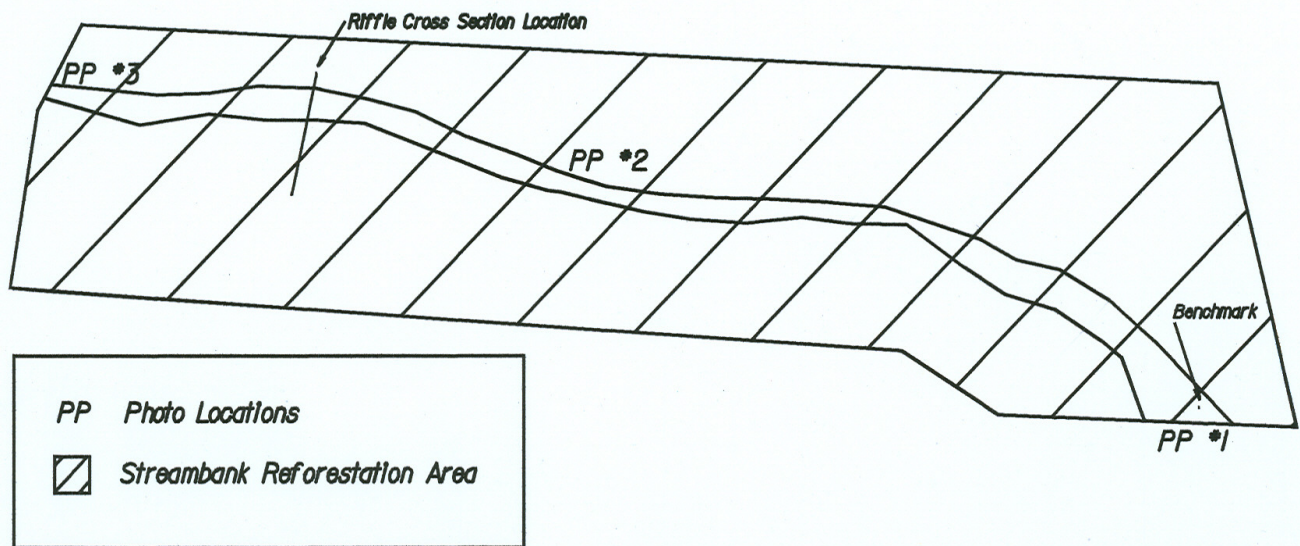 Riffle Cross Section Location
PP #3
PP #2
Benchmark
PP #1
PP Photo Locations
Streambank Reforestation Area